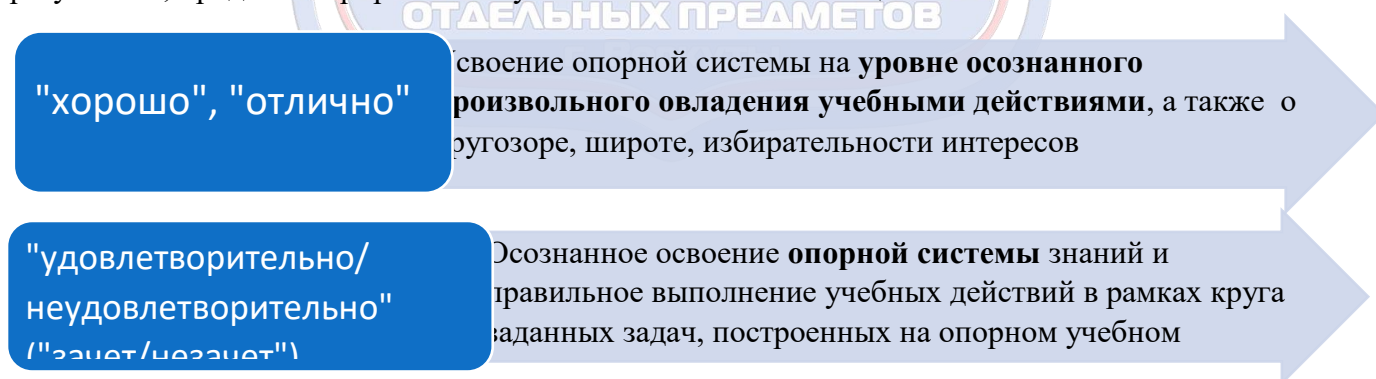 ОТДЕЛЬНЫХ ПРЕДМЕТОВ
"хорошо", "отлично"
своение опорной системы на уровне осознанного
роизвольного овладения учебными действиями, а также о
ругозоре, широте, избирательности интересов
"удовлетворительно/
неудовлетворительно"
("зачет/незачет")
Осознанное освоение опорной системы знаний и
правильное выполнение учебных действий в рамках круга
заданных задач, построенных на опорном учебном